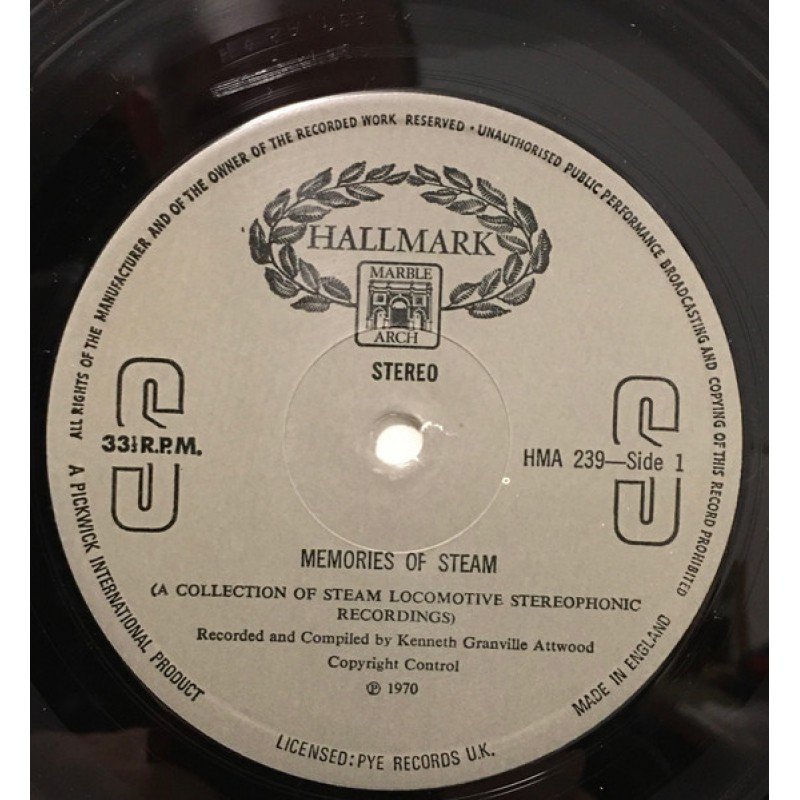 ALL RIGHTS OF THE MANUFACTURER AND OF THE OWNER OF THE RECORDED WORK RESERVED • UNAUTHORISED PUBLIC PERFORMANCE BROADCASTING AND COPYING OF THIS RECORD PROHIBITED
HALLMARK
MARBLE
ARCH
STEREO
33⅓ R.P.M.
HMA 239—Side 1
MEMORIES OF STEAM
(A COLLECTION OF STEAM LOCOMOTIVE STEREOPHONIC
RECORDINGS)
Recorded and Compiled by Kenneth Granville Attwood
Copyright Control
℗ 1970
A PICKWICK INTERNATIONAL PRODUCT
LICENSED: PYE RECORDS U.K.
MADE IN ENGLAND